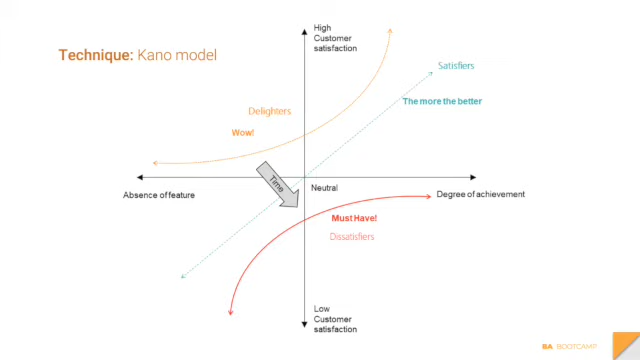 Technique: Kano model
High
Customer
satisfaction
Satisfiers
The more the better
Delighters
Wow!
Time
Neutral
Absence of feature
Degree of achievement
Must Have!
Dissatisfiers
Low
Customer
satisfaction
BA BOOTCAMP